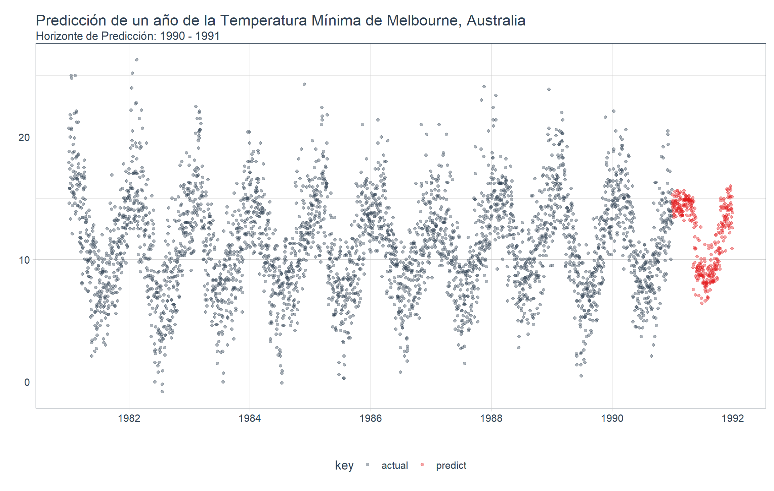 Predicción de un año de la Temperatura Mínima de Melbourne, Australia
Horizonte de Predicción: 1990 - 1991
20
10
0
1982 1984 1986 1988 1990 1992
key actual predict